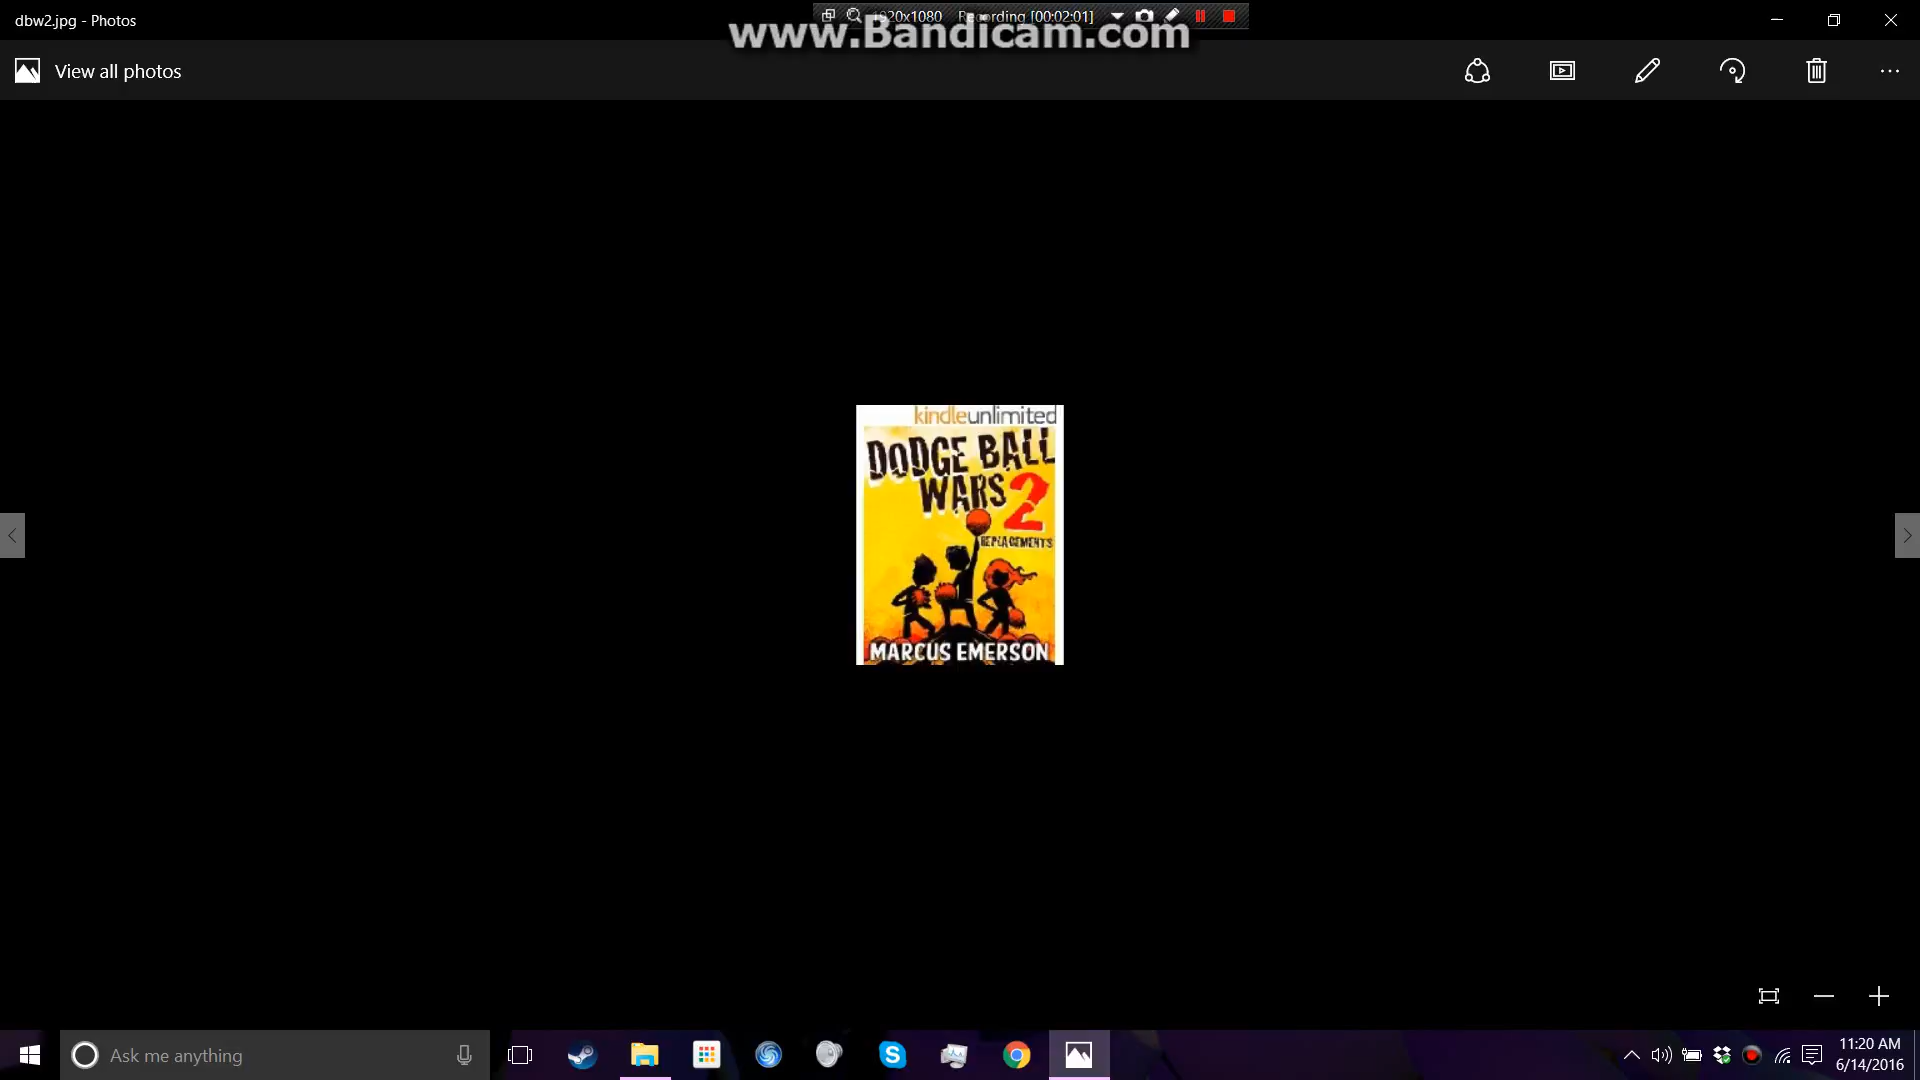 dbw2.jpg - Photos
1920x1080 Recording [00:02:01]
www.Bandicam.com
View all photos
kindleunlimited
DODGE BALL
WARS 2
REPLACEMENTS
MARCUS EMERSON
Ask me anything
11:20 AM
6/14/2016